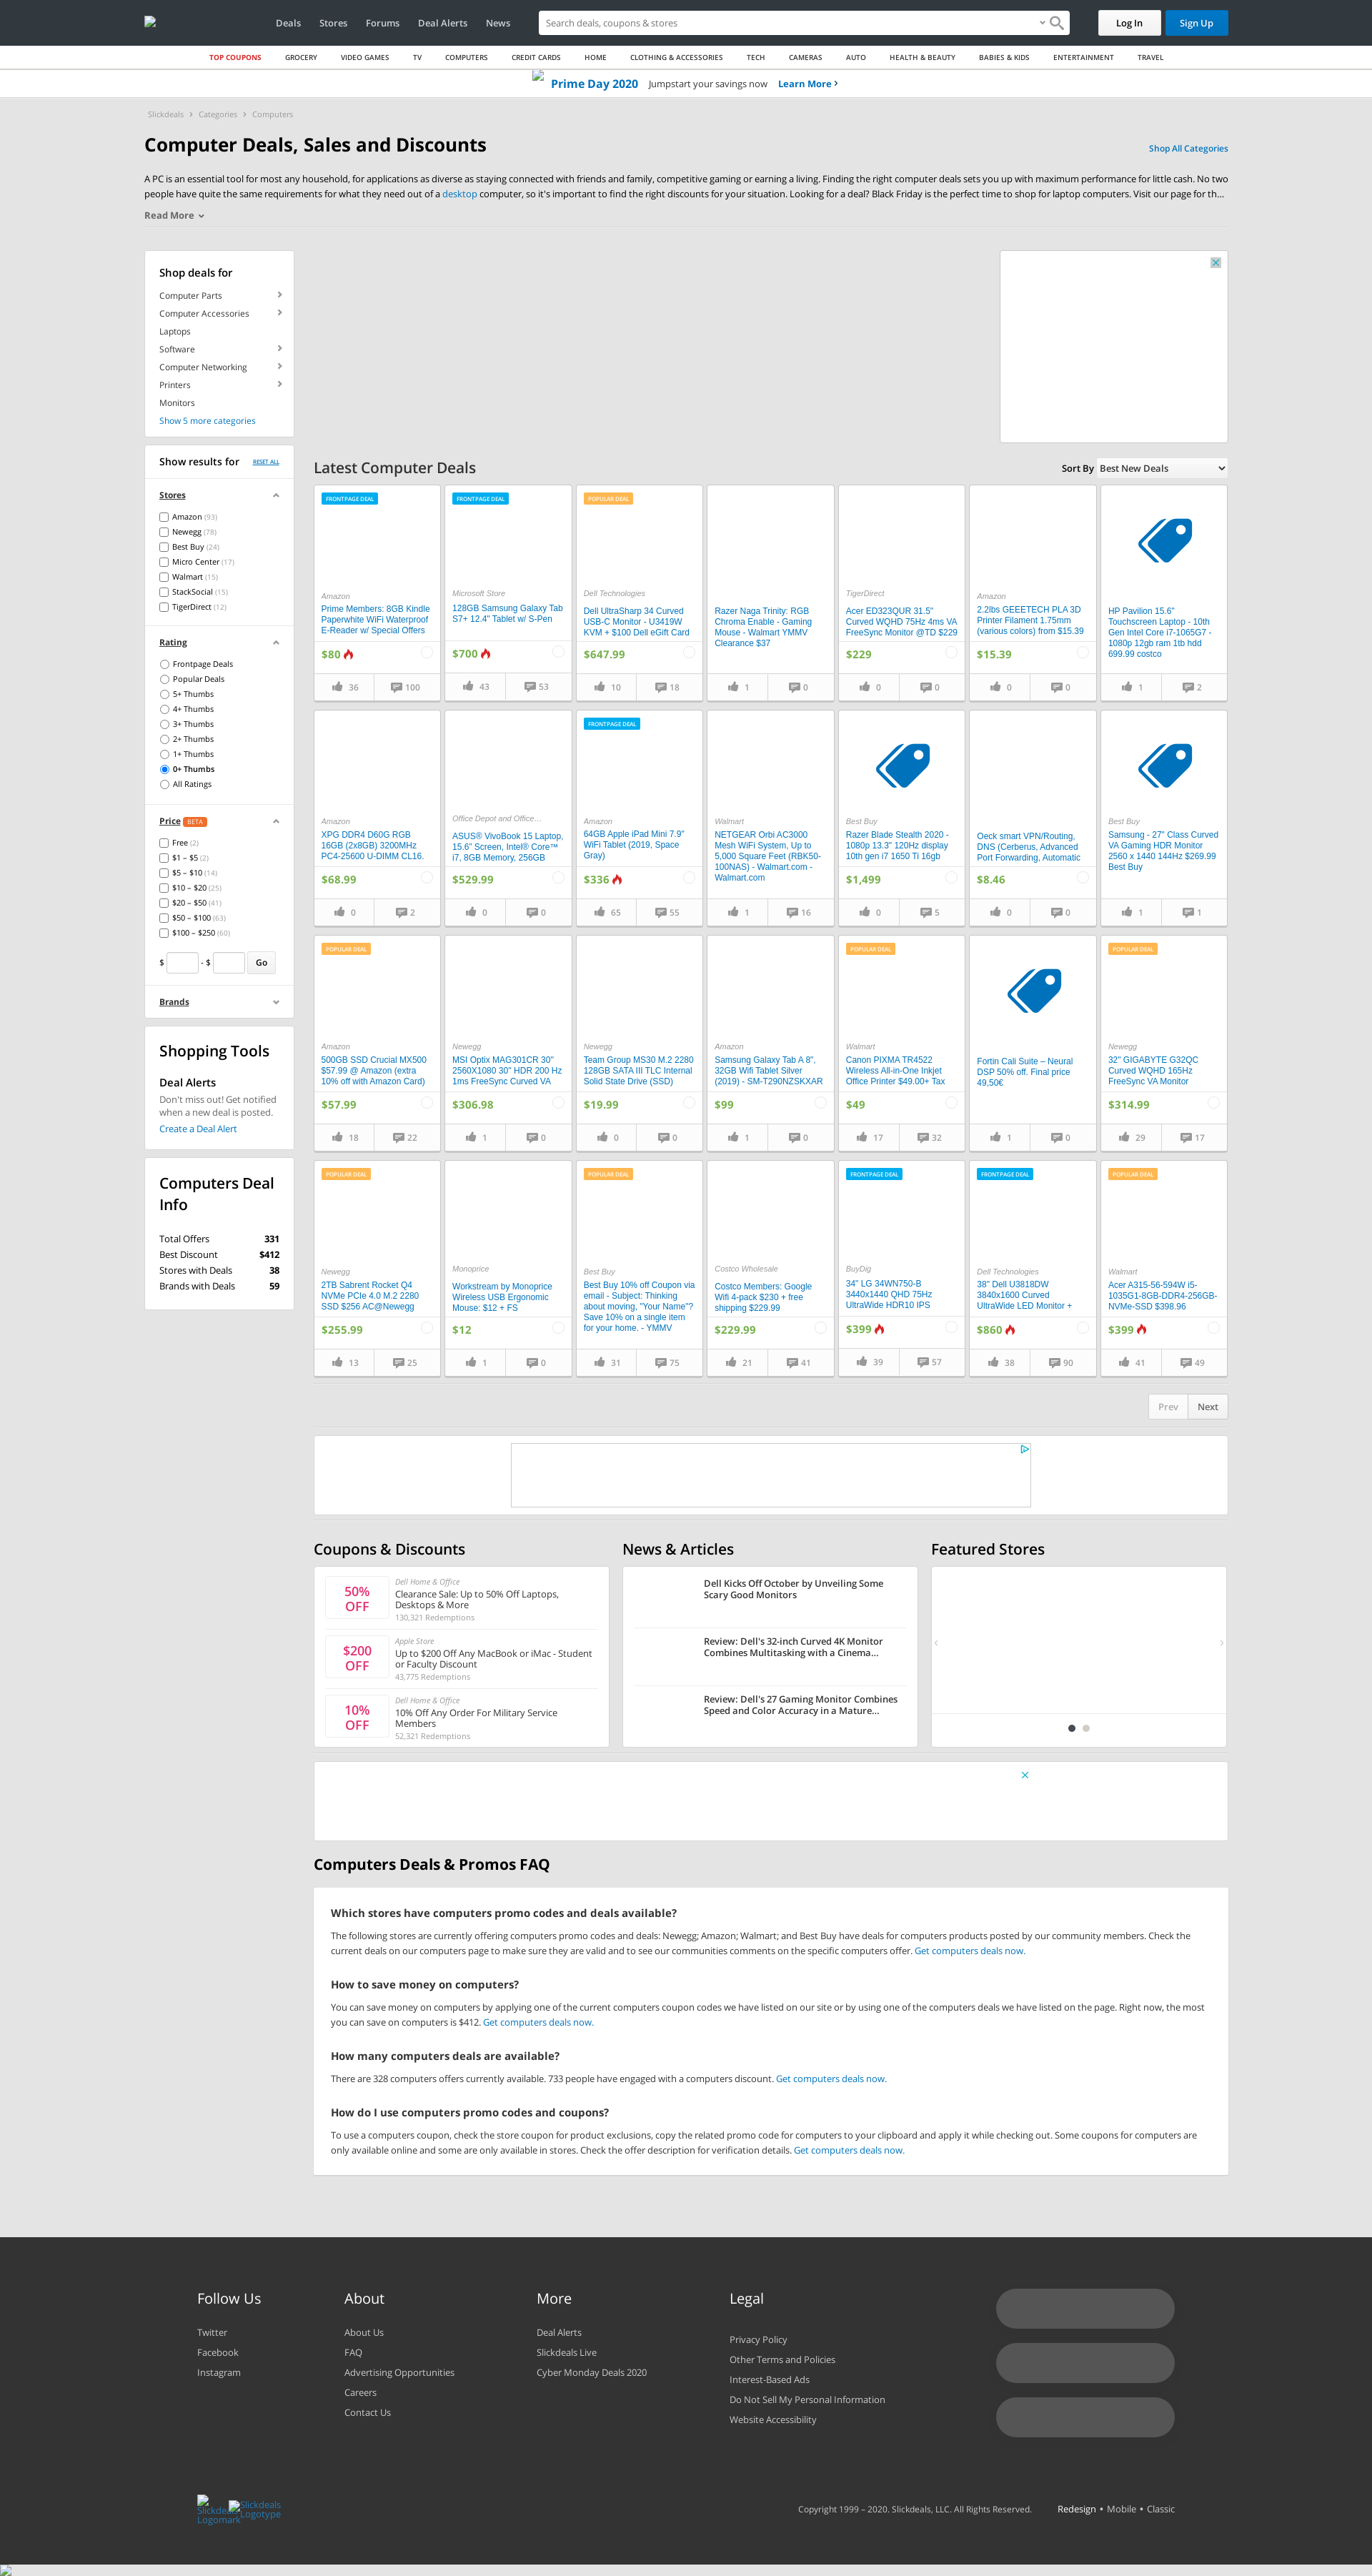 Deals
Stores
Forums
Deal Alerts
News
Search deals, coupons & stores
Log In
Sign Up
TOP COUPONS
GROCERY
VIDEO GAMES
TV
COMPUTERS
CREDIT CARDS
HOME
CLOTHING & ACCESSORIES
TECH
CAMERAS
AUTO
HEALTH & BEAUTY
BABIES & KIDS
ENTERTAINMENT
TRAVEL
Prime Day 2020 Jumpstart your savings now Learn More
Slickdeals Categories Computers
Computer Deals, Sales and Discounts
Shop All Categories
A PC is an essential tool for most any household, for applications as diverse as staying connected with friends and family, competitive gaming or earning a living. Finding the right computer deals sets you up with maximum performance for little cash. No two
people have quite the same requirements for what they need out of a desktop computer, so it's important to find the right discounts for your situation. Looking for a deal? Black Friday is the perfect time to shop for laptop computers. Visit our page for th...
Read More
Shop deals for
Computer Parts
Computer Accessories
Laptops
Software
Computer Networking
Printers
Monitors
Show 5 more categories
Show results for
RESET ALL
Stores
Amazon (93)
Newegg (78)
Best Buy (24)
Micro Center (17)
Walmart (15)
StackSocial (15)
TigerDirect (12)
Rating
Frontpage Deals
Popular Deals
5+ Thumbs
4+ Thumbs
3+ Thumbs
2+ Thumbs
1+ Thumbs
0+ Thumbs
All Ratings
Price BETA
Free (2)
$1 – $5 (2)
$5 – $10 (14)
$10 – $20 (25)
$20 – $50 (41)
$50 – $100 (63)
$100 – $250 (60)
$ - $ Go
Brands
Shopping Tools
Deal Alerts
Don't miss out! Get notified
when a new deal is posted.
Create a Deal Alert
Computers Deal
Info
Total Offers 331
Best Discount $412
Stores with Deals 38
Brands with Deals 59
Latest Computer Deals
Sort By Best New Deals
FRONTPAGE DEAL
Amazon
Prime Members: 8GB Kindle
Paperwhite WiFi Waterproof
E-Reader w/ Special Offers
$80
36 100
FRONTPAGE DEAL
Microsoft Store
128GB Samsung Galaxy Tab
S7+ 12.4" Tablet w/ S-Pen
$700
43 53
POPULAR DEAL
Dell Technologies
Dell UltraSharp 34 Curved
USB-C Monitor - U3419W
KVM + $100 Dell eGift Card
$647.99
10 18
Razer Naga Trinity: RGB
Chroma Enable - Gaming
Mouse - Walmart YMMV
Clearance $37
1 0
TigerDirect
Acer ED323QUR 31.5"
Curved WQHD 75Hz 4ms VA
FreeSync Monitor @TD $229
$229
0 0
Amazon
2.2lbs GEEETECH PLA 3D
Printer Filament 1.75mm
(various colors) from $15.39
$15.39
0 0
HP Pavilion 15.6"
Touchscreen Laptop - 10th
Gen Intel Core i7-1065G7 -
1080p 12gb ram 1tb hdd
699.99 costco
1 2
Amazon
XPG DDR4 D60G RGB
16GB (2x8GB) 3200MHz
PC4-25600 U-DIMM CL16.
$68.99
0 2
Office Depot and Office…
ASUS® VivoBook 15 Laptop,
15.6" Screen, Intel® Core™
i7, 8GB Memory, 256GB
$529.99
0 0
FRONTPAGE DEAL
Amazon
64GB Apple iPad Mini 7.9"
WiFi Tablet (2019, Space
Gray)
$336
65 55
Walmart
NETGEAR Orbi AC3000
Mesh WiFi System, Up to
5,000 Square Feet (RBK50-
100NAS) - Walmart.com -
Walmart.com
1 16
Best Buy
Razer Blade Stealth 2020 -
1080p 13.3" 120Hz display
10th gen i7 1650 Ti 16gb
$1,499
0 5
Oeck smart VPN/Routing,
DNS (Cerberus, Advanced
Port Forwarding, Automatic
$8.46
0 0
Best Buy
Samsung - 27" Class Curved
VA Gaming HDR Monitor
2560 x 1440 144Hz $269.99
Best Buy
1 1
POPULAR DEAL
Amazon
500GB SSD Crucial MX500
$57.99 @ Amazon (extra
10% off with Amazon Card)
$57.99
18 22
Newegg
MSI Optix MAG301CR 30"
2560X1080 30" HDR 200 Hz
1ms FreeSync Curved VA
$306.98
1 0
Newegg
Team Group MS30 M.2 2280
128GB SATA III TLC Internal
Solid State Drive (SSD)
$19.99
0 0
Amazon
Samsung Galaxy Tab A 8",
32GB Wifi Tablet Silver
(2019) - SM-T290NZSKXAR
$99
1 0
POPULAR DEAL
Walmart
Canon PIXMA TR4522
Wireless All-in-One Inkjet
Office Printer $49.00+ Tax
$49
17 32
Fortin Cali Suite – Neural
DSP 50% off. Final price
49,50€
1 0
POPULAR DEAL
Newegg
32" GIGABYTE G32QC
Curved WQHD 165Hz
FreeSync VA Monitor
$314.99
29 17
POPULAR DEAL
Newegg
2TB Sabrent Rocket Q4
NVMe PCIe 4.0 M.2 2280
SSD $256 AC@Newegg
$255.99
13 25
Monoprice
Workstream by Monoprice
Wireless USB Ergonomic
Mouse: $12 + FS
$12
1 0
POPULAR DEAL
Best Buy
Best Buy 10% off Coupon via
email - Subject: Thinking
about moving, "Your Name"?
Save 10% on a single item
for your home. - YMMV
31 75
Costco Wholesale
Costco Members: Google
Wifi 4-pack $230 + free
shipping $229.99
$229.99
21 41
FRONTPAGE DEAL
BuyDig
34" LG 34WN750-B
3440x1440 QHD 75Hz
UltraWide HDR10 IPS
$399
39 57
FRONTPAGE DEAL
Dell Technologies
38" Dell U3818DW
3840x1600 Curved
UltraWide LED Monitor +
$860
38 90
POPULAR DEAL
Walmart
Acer A315-56-594W i5-
1035G1-8GB-DDR4-256GB-
NVMe-SSD $398.96
$399
41 49
Prev Next
Coupons & Discounts
50%
OFF
Dell Home & Office
Clearance Sale: Up to 50% Off Laptops,
Desktops & More
130,321 Redemptions
$200
OFF
Apple Store
Up to $200 Off Any MacBook or iMac - Student
or Faculty Discount
43,775 Redemptions
10%
OFF
Dell Home & Office
10% Off Any Order For Military Service
Members
52,321 Redemptions
News & Articles
Dell Kicks Off October by Unveiling Some
Scary Good Monitors
Review: Dell's 32-inch Curved 4K Monitor
Combines Multitasking with a Cinema...
Review: Dell's 27 Gaming Monitor Combines
Speed and Color Accuracy in a Mature...
Featured Stores
Computers Deals & Promos FAQ
Which stores have computers promo codes and deals available?
The following stores are currently offering computers promo codes and deals: Newegg; Amazon; Walmart; and Best Buy have deals for computers products posted by our community members. Check the
current deals on our computers page to make sure they are valid and to see our communities comments on the specific computers offer. Get computers deals now.
How to save money on computers?
You can save money on computers by applying one of the current computers coupon codes we have listed on our site or by using one of the computers deals we have listed on the page. Right now, the most
you can save on computers is $412. Get computers deals now.
How many computers deals are available?
There are 328 computers offers currently available. 733 people have engaged with a computers discount. Get computers deals now.
How do I use computers promo codes and coupons?
To use a computers coupon, check the store coupon for product exclusions, copy the related promo code for computers to your clipboard and apply it while checking out. Some coupons for computers are
only available online and some are only available in stores. Check the offer description for verification details. Get computers deals now.
Follow Us
Twitter
Facebook
Instagram
About
About Us
FAQ
Advertising Opportunities
Careers
Contact Us
More
Deal Alerts
Slickdeals Live
Cyber Monday Deals 2020
Legal
Privacy Policy
Other Terms and Policies
Interest-Based Ads
Do Not Sell My Personal Information
Website Accessibility
Slickdeals
Logomark
Slickdeals
Logotype
Copyright 1999 – 2020. Slickdeals, LLC. All Rights Reserved.
Redesign • Mobile • Classic